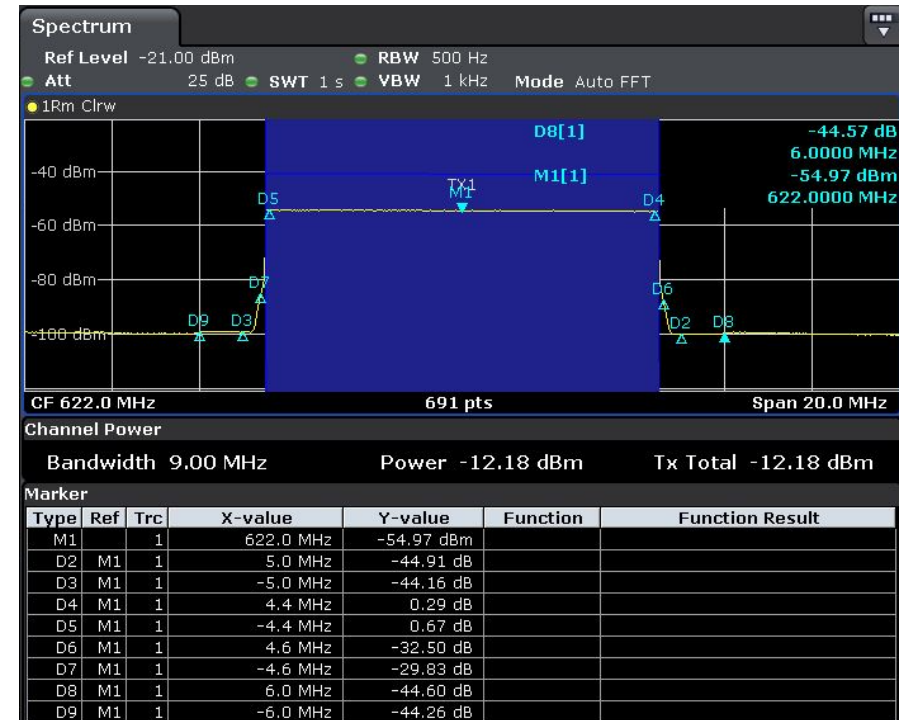 Spectrum
Ref Level -21.00 dBm RBW 500 Hz
Att 25 dB SWT 1 s VBW 1 kHz Mode Auto FFT
1Rm Clrw
D8[1] -44.57 dB
6.0000 MHz
-40 dBm
M1[1] -54.97 dBm
622.0000 MHz
TX1
M1
D5
D4
-60 dBm
-80 dBm
D7
D6
D9 D3
D2 D8
-100 dBm
CF 622.0 MHz 691 pts Span 20.0 MHz
Channel Power
Bandwidth 9.00 MHz Power -12.18 dBm Tx Total -12.18 dBm
Marker
Type Ref Trc X-value Y-value Function Function Result
M1 1 622.0 MHz -54.97 dBm
D2 M1 1 5.0 MHz -44.91 dB
D3 M1 1 -5.0 MHz -44.16 dB
D4 M1 1 4.4 MHz 0.29 dB
D5 M1 1 -4.4 MHz 0.67 dB
D6 M1 1 4.6 MHz -32.50 dB
D7 M1 1 -4.6 MHz -29.83 dB
D8 M1 1 6.0 MHz -44.60 dB
D9 M1 1 -6.0 MHz -44.26 dB